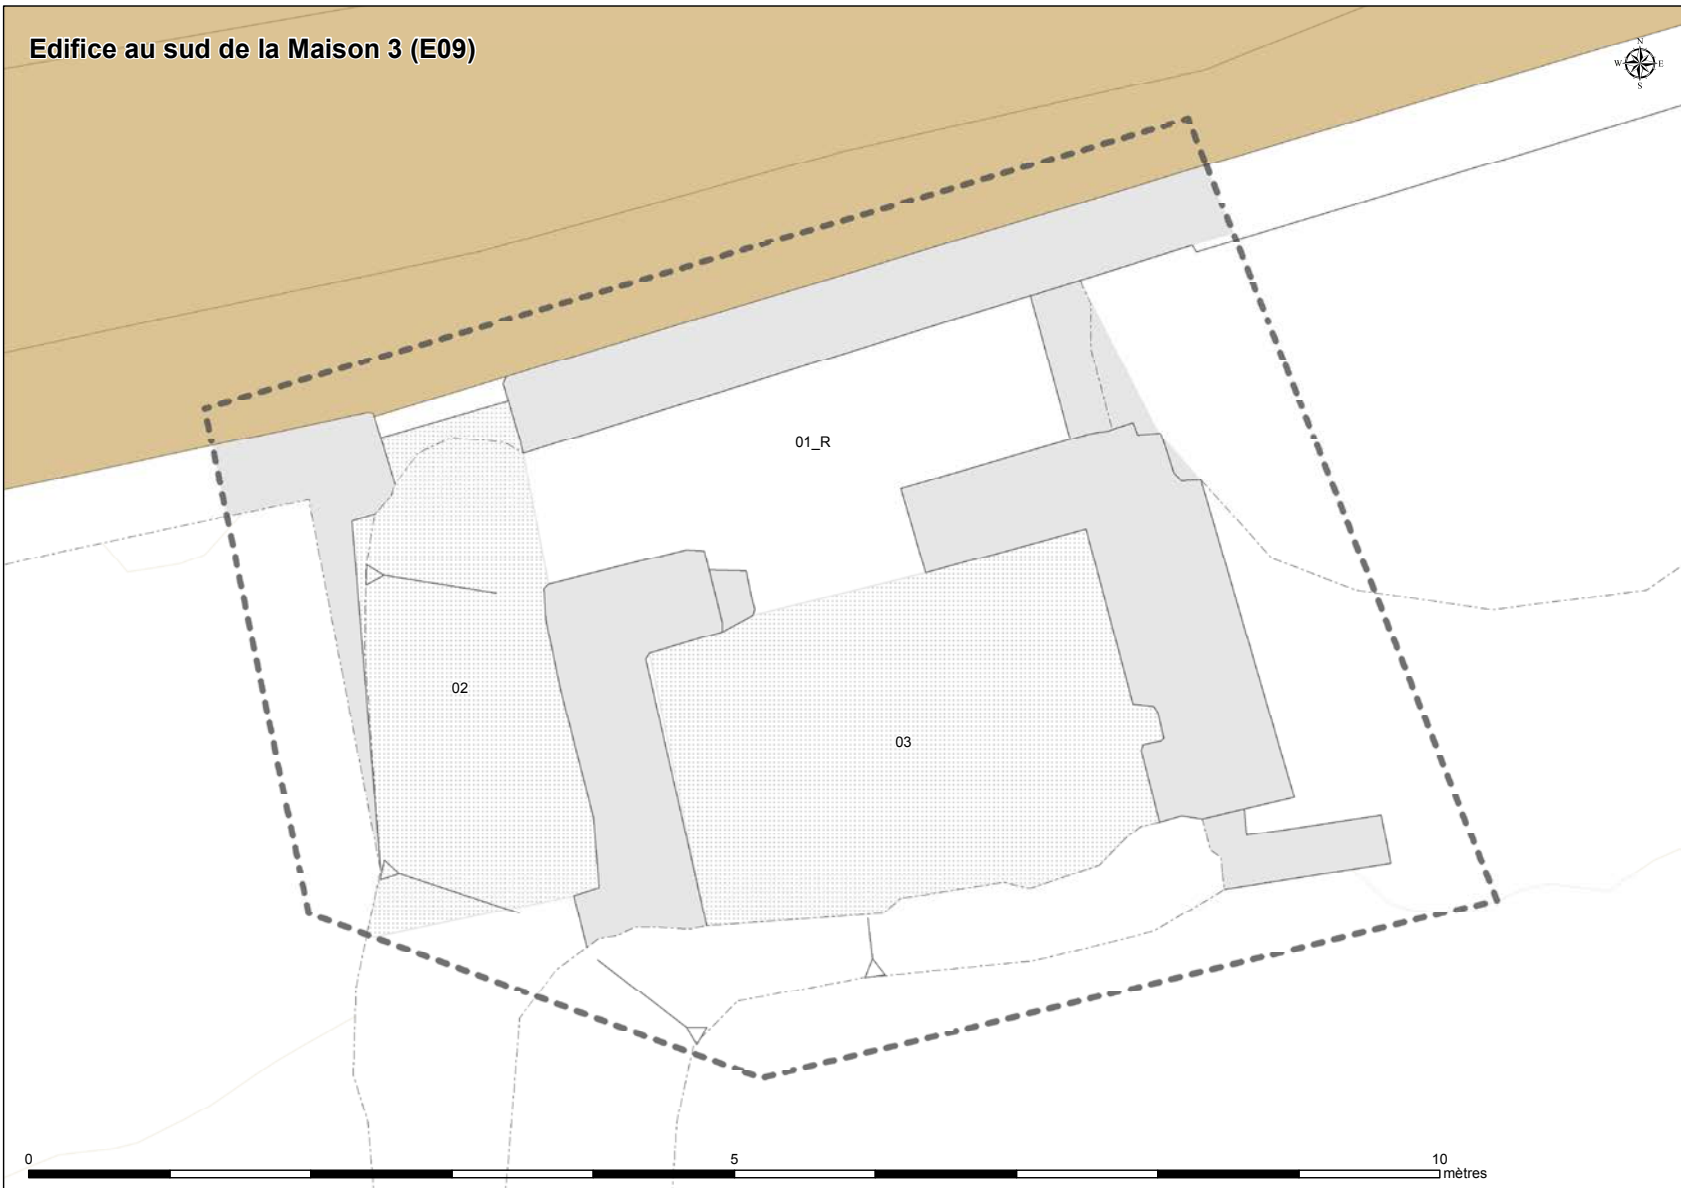 Edifice au sud de la Maison 3 (E09)
N
W E
S
01_R
02
03
0 5 10
mètres